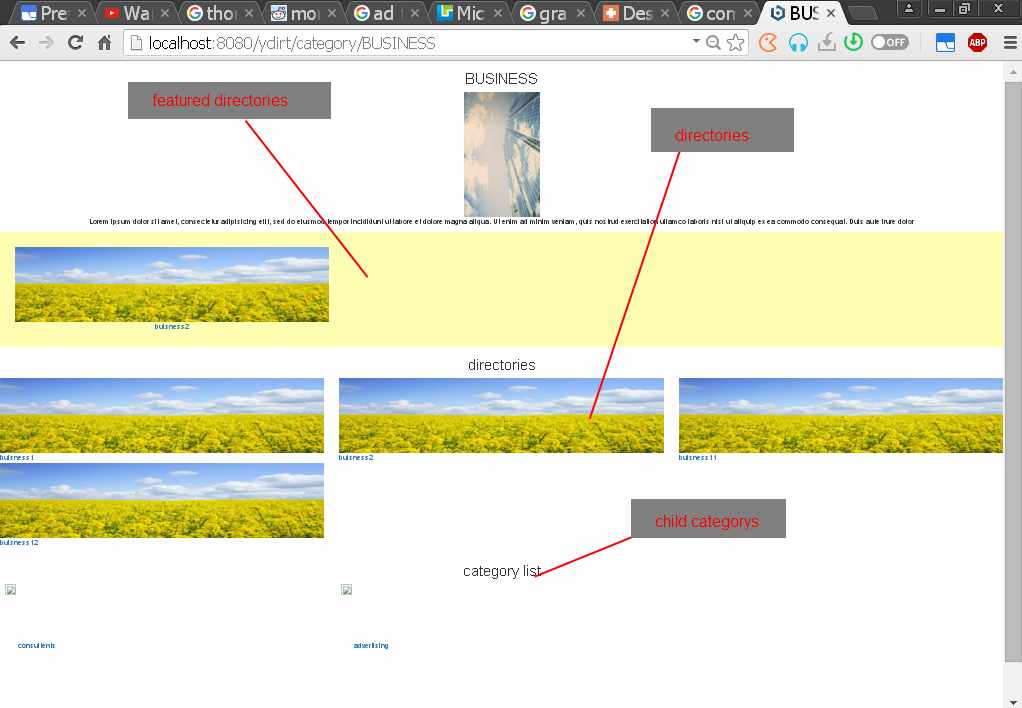 Pre
Wa
tho
mo
ad
Mic
gra
Des
con
BUS
localhost:8080/ydirt/category/BUSINESS
OFF
ABP
BUSINESS
featured directories
directories
Lorem ipsum dolor sit amet, consectetur adipisicing elit, sed do eiusmod tempor incididunt ut labore et dolore magna aliqua. Ut enim ad minim veniam, quis nostrud exercitation ullamco laboris nisi ut aliquip ex ea commodo consequat. Duis aute irure dolor
buisness2
directories
buisness1
buisness2
buisness11
buisness12
child categorys
category list
consultents
advertising